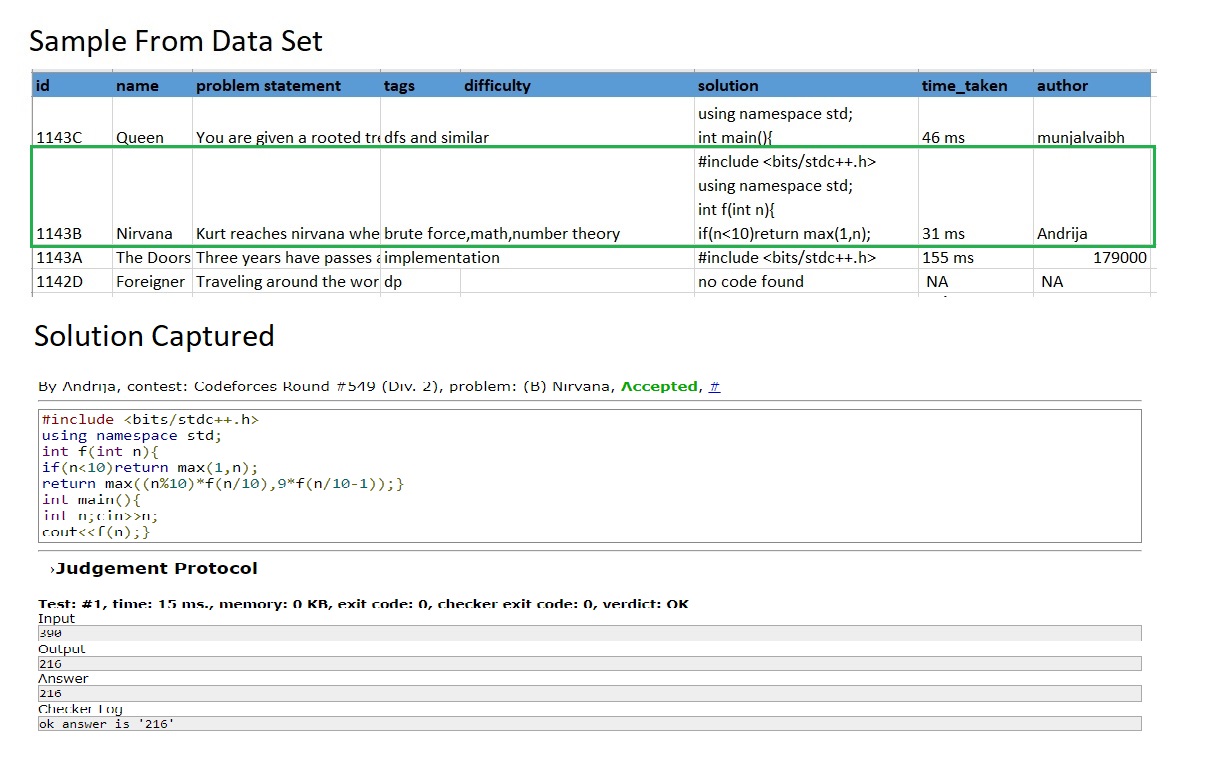 Sample From Data Set
id name problem statement tags difficulty solution time_taken author
using namespace std;
1143C Queen You are given a rooted tre dfs and similar int main(){ 46 ms munjalvaibh
#include <bits/stdc++.h>
using namespace std;
int f(int n){
1143B Nirvana Kurt reaches nirvana whe brute force,math,number theory if(n<10)return max(1,n); 31 ms Andrija
1143A The Doors Three years have passes a implementation #include <bits/stdc++.h> 155 ms 179000
1142D Foreigner Traveling around the wor dp no code found NA NA
Solution Captured
By Andrija, contest: Codeforces Round #549 (Div. 2), problem: (B) Nirvana, Accepted, #
#include <bits/stdc++.h>
using namespace std;
int f(int n){
if(n<10)return max(1,n);
return max((n%10)*f(n/10),9*f(n/10-1));}
int main(){
int n;cin>>n;
cout<<f(n);}
›Judgement Protocol
Test: #1, time: 15 ms., memory: 0 KB, exit code: 0, checker exit code: 0, verdict: OK
Input
390
Output
216
Answer
216
Checker Log
ok answer is '216'